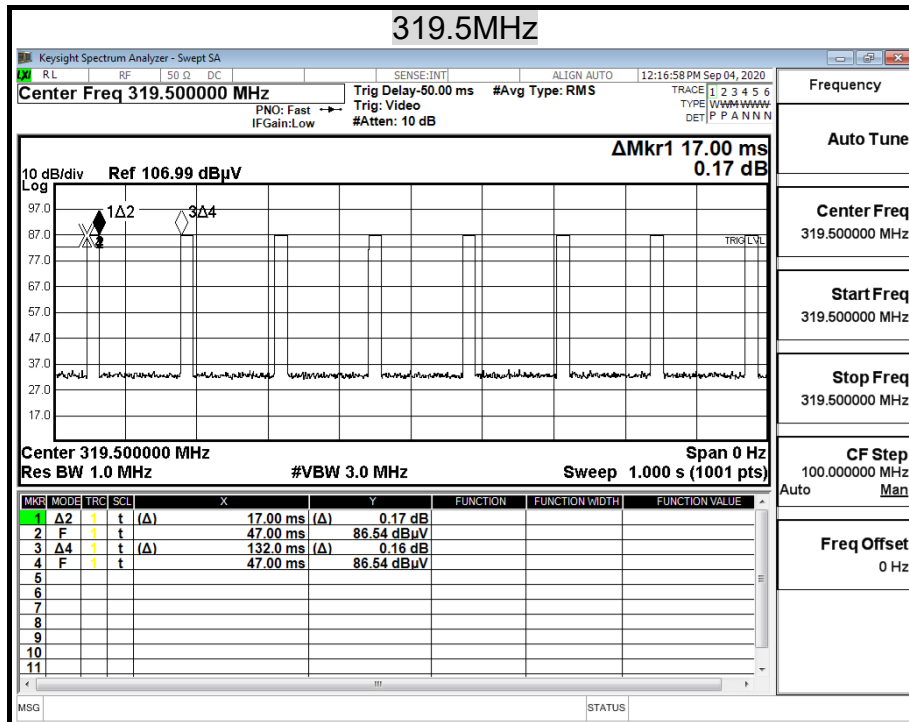 319.5MHz
Keysight Spectrum Analyzer - Swept SA
LXI RL RF 50 Ω DC SENSE:INT ALIGN AUTO 12:16:58 PM Sep 04, 2020
Center Freq 319.500000 MHz
PNO: Fast
IFGain:Low
Trig Delay-50.00 ms
Trig: Video
#Atten: 10 dB
#Avg Type: RMS
TRACE 1 2 3 4 5 6
TYPE WWMWWWW
DET P P A N N N
ΔMkr1 17.00 ms
0.17 dB
10 dB/div Ref 106.99 dBµV
Log
97.0
87.0
77.0
67.0
57.0
47.0
37.0
27.0
17.0
1Δ2
3Δ4
TRIG LVL
Center 319.500000 MHz Span 0 Hz
Res BW 1.0 MHz #VBW 3.0 MHz Sweep 1.000 s (1001 pts)
MKR MODE TRC SCL X Y FUNCTION FUNCTION WIDTH FUNCTION VALUE
1 Δ2 1 t (Δ) 17.00 ms (Δ) 0.17 dB
2 F 1 t 47.00 ms 86.54 dBµV
3 Δ4 1 t (Δ) 132.0 ms (Δ) 0.16 dB
4 F 1 t 47.00 ms 86.54 dBµV
5
6
7
8
9
10
11
MSG STATUS
Frequency
Auto Tune
Center Freq
319.500000 MHz
Start Freq
319.500000 MHz
Stop Freq
319.500000 MHz
CF Step
100.000000 MHz
Auto Man
Freq Offset
0 Hz